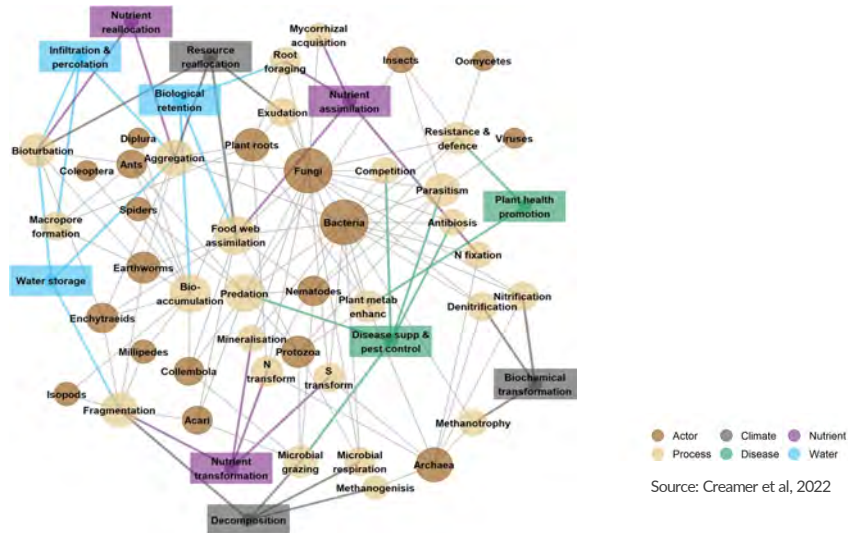 Nutrient
reallocation
Mycorrhizal
acquisition
Infiltration &
percolation
Resource
reallocation
Root
foraging
Insects
Oomycetes
Biological
retention
Nutrient
assimilation
Exudation
Diplura
Plant roots
Resistance &
defence
Viruses
Bioturbation
Coleoptera
Ants
Aggregation
Fungi
Competition
Parasitism
Spiders
Plant health
promotion
Macropore
formation
Food web
assimilation
Bacteria
Antibiosis
Earthworms
N fixation
Water storage
Bio-
accumulation
Predation
Nematodes
Plant metab
enhanc
Nitrification
Denitrification
Enchytraeids
Mineralisation
Disease supp &
pest control
Millipedes
Protozoa
Collembola
N
transform
S
transform
Biochemical
transformation
Isopods
Fragmentation
Acari
Methanotrophy
Nutrient
transformation
Microbial
grazing
Microbial
respiration
Archaea
Methanogenisis
Decomposition
Actor
Climate
Nutrient
Process
Disease
Water
Source: Creamer et al, 2022